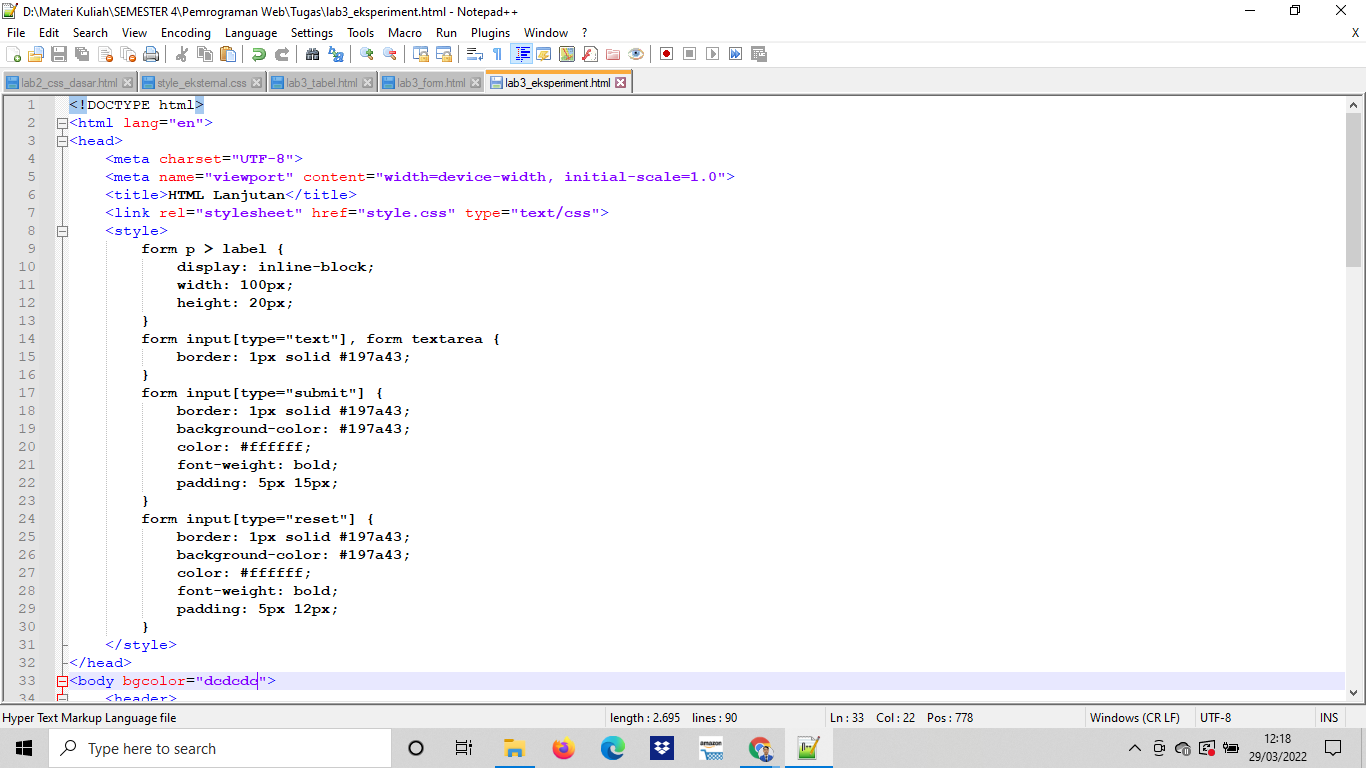 D:\Materi Kuliah\SEMESTER 4\Pemrograman Web\Tugas\lab3_eksperiment.html - Notepad++
File Edit Search View Encoding Language Settings Tools Macro Run Plugins Window ? X
lab2_css_dasar.html style_eksternal.css lab3_tabel.html lab3_form.html lab3_eksperiment.html
1 <!DOCTYPE html>
2 <html lang="en">
3 <head>
4 <meta charset="UTF-8">
5 <meta name="viewport" content="width=device-width, initial-scale=1.0">
6 <title>HTML Lanjutan</title>
7 <link rel="stylesheet" href="style.css" type="text/css">
8 <style>
9 form p > label {
10 display: inline-block;
11 width: 100px;
12 height: 20px;
13 }
14 form input[type="text"], form textarea {
15 border: 1px solid #197a43;
16 }
17 form input[type="submit"] {
18 border: 1px solid #197a43;
19 background-color: #197a43;
20 color: #ffffff;
21 font-weight: bold;
22 padding: 5px 15px;
23 }
24 form input[type="reset"] {
25 border: 1px solid #197a43;
26 background-color: #197a43;
27 color: #ffffff;
28 font-weight: bold;
29 padding: 5px 12px;
30 }
31 </style>
32 </head>
33 <body bgcolor="dcdcdc">
34 <header>
Hyper Text Markup Language file length : 2.695 lines : 90 Ln : 33 Col : 22 Pos : 778 Windows (CR LF) UTF-8 INS
Type here to search
amazon
12:18
29/03/2022